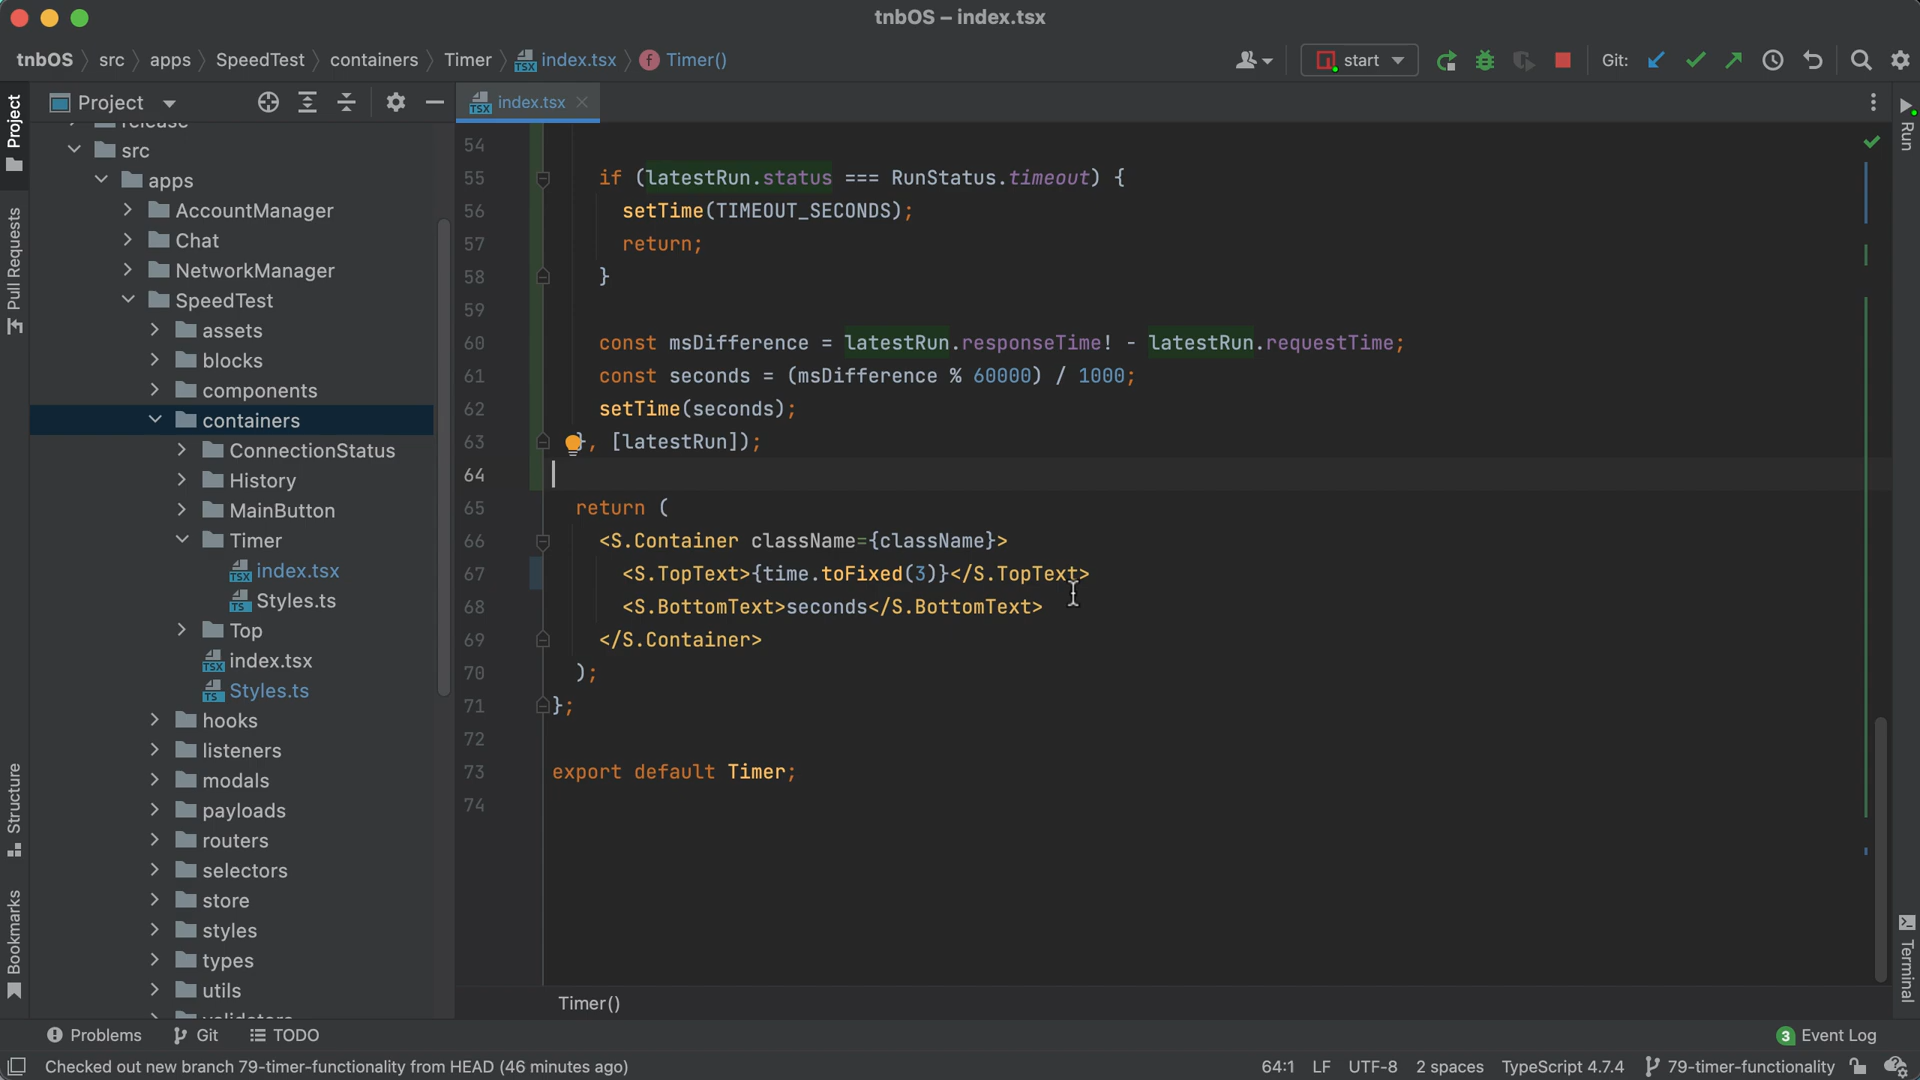 tnbOS – index.tsx
tnbOS src apps SpeedTest containers Timer index.tsx Timer()
start Git:
Project
index.tsx
release
src
apps
AccountManager
Chat
NetworkManager
SpeedTest
assets
blocks
components
containers
ConnectionStatus
History
MainButton
Timer
index.tsx
Styles.ts
Top
index.tsx
Styles.ts
hooks
listeners
modals
payloads
routers
selectors
store
styles
types
utils
validators
Project
Pull Requests
Structure
Bookmarks
54
55 if (latestRun.status === RunStatus.timeout) {
56 setTime(TIMEOUT_SECONDS);
57 return;
58 }
59
60 const msDifference = latestRun.responseTime! - latestRun.requestTime;
61 const seconds = (msDifference % 60000) / 1000;
62 setTime(seconds);
63 }, [latestRun]);
64
65 return (
66 <S.Container className={className}>
67 <S.TopText>{time.toFixed(3)}</S.TopText>
68 <S.BottomText>seconds</S.BottomText>
69 </S.Container>
70 );
71 };
72
73 export default Timer;
74
Timer()
Run
Terminal
Problems Git TODO
3 Event Log
Checked out new branch 79-timer-functionality from HEAD (46 minutes ago)
64:1 LF UTF-8 2 spaces TypeScript 4.7.4 79-timer-functionality